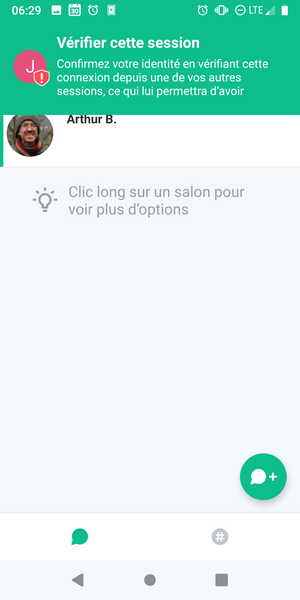 06:29 30 LTE
Vérifier cette session
J
Confirmez votre identité en vérifiant cette
connexion depuis une de vos autres
sessions, ce qui lui permettra d'avoir
Arthur B.
Clic long sur un salon pour
voir plus d'options